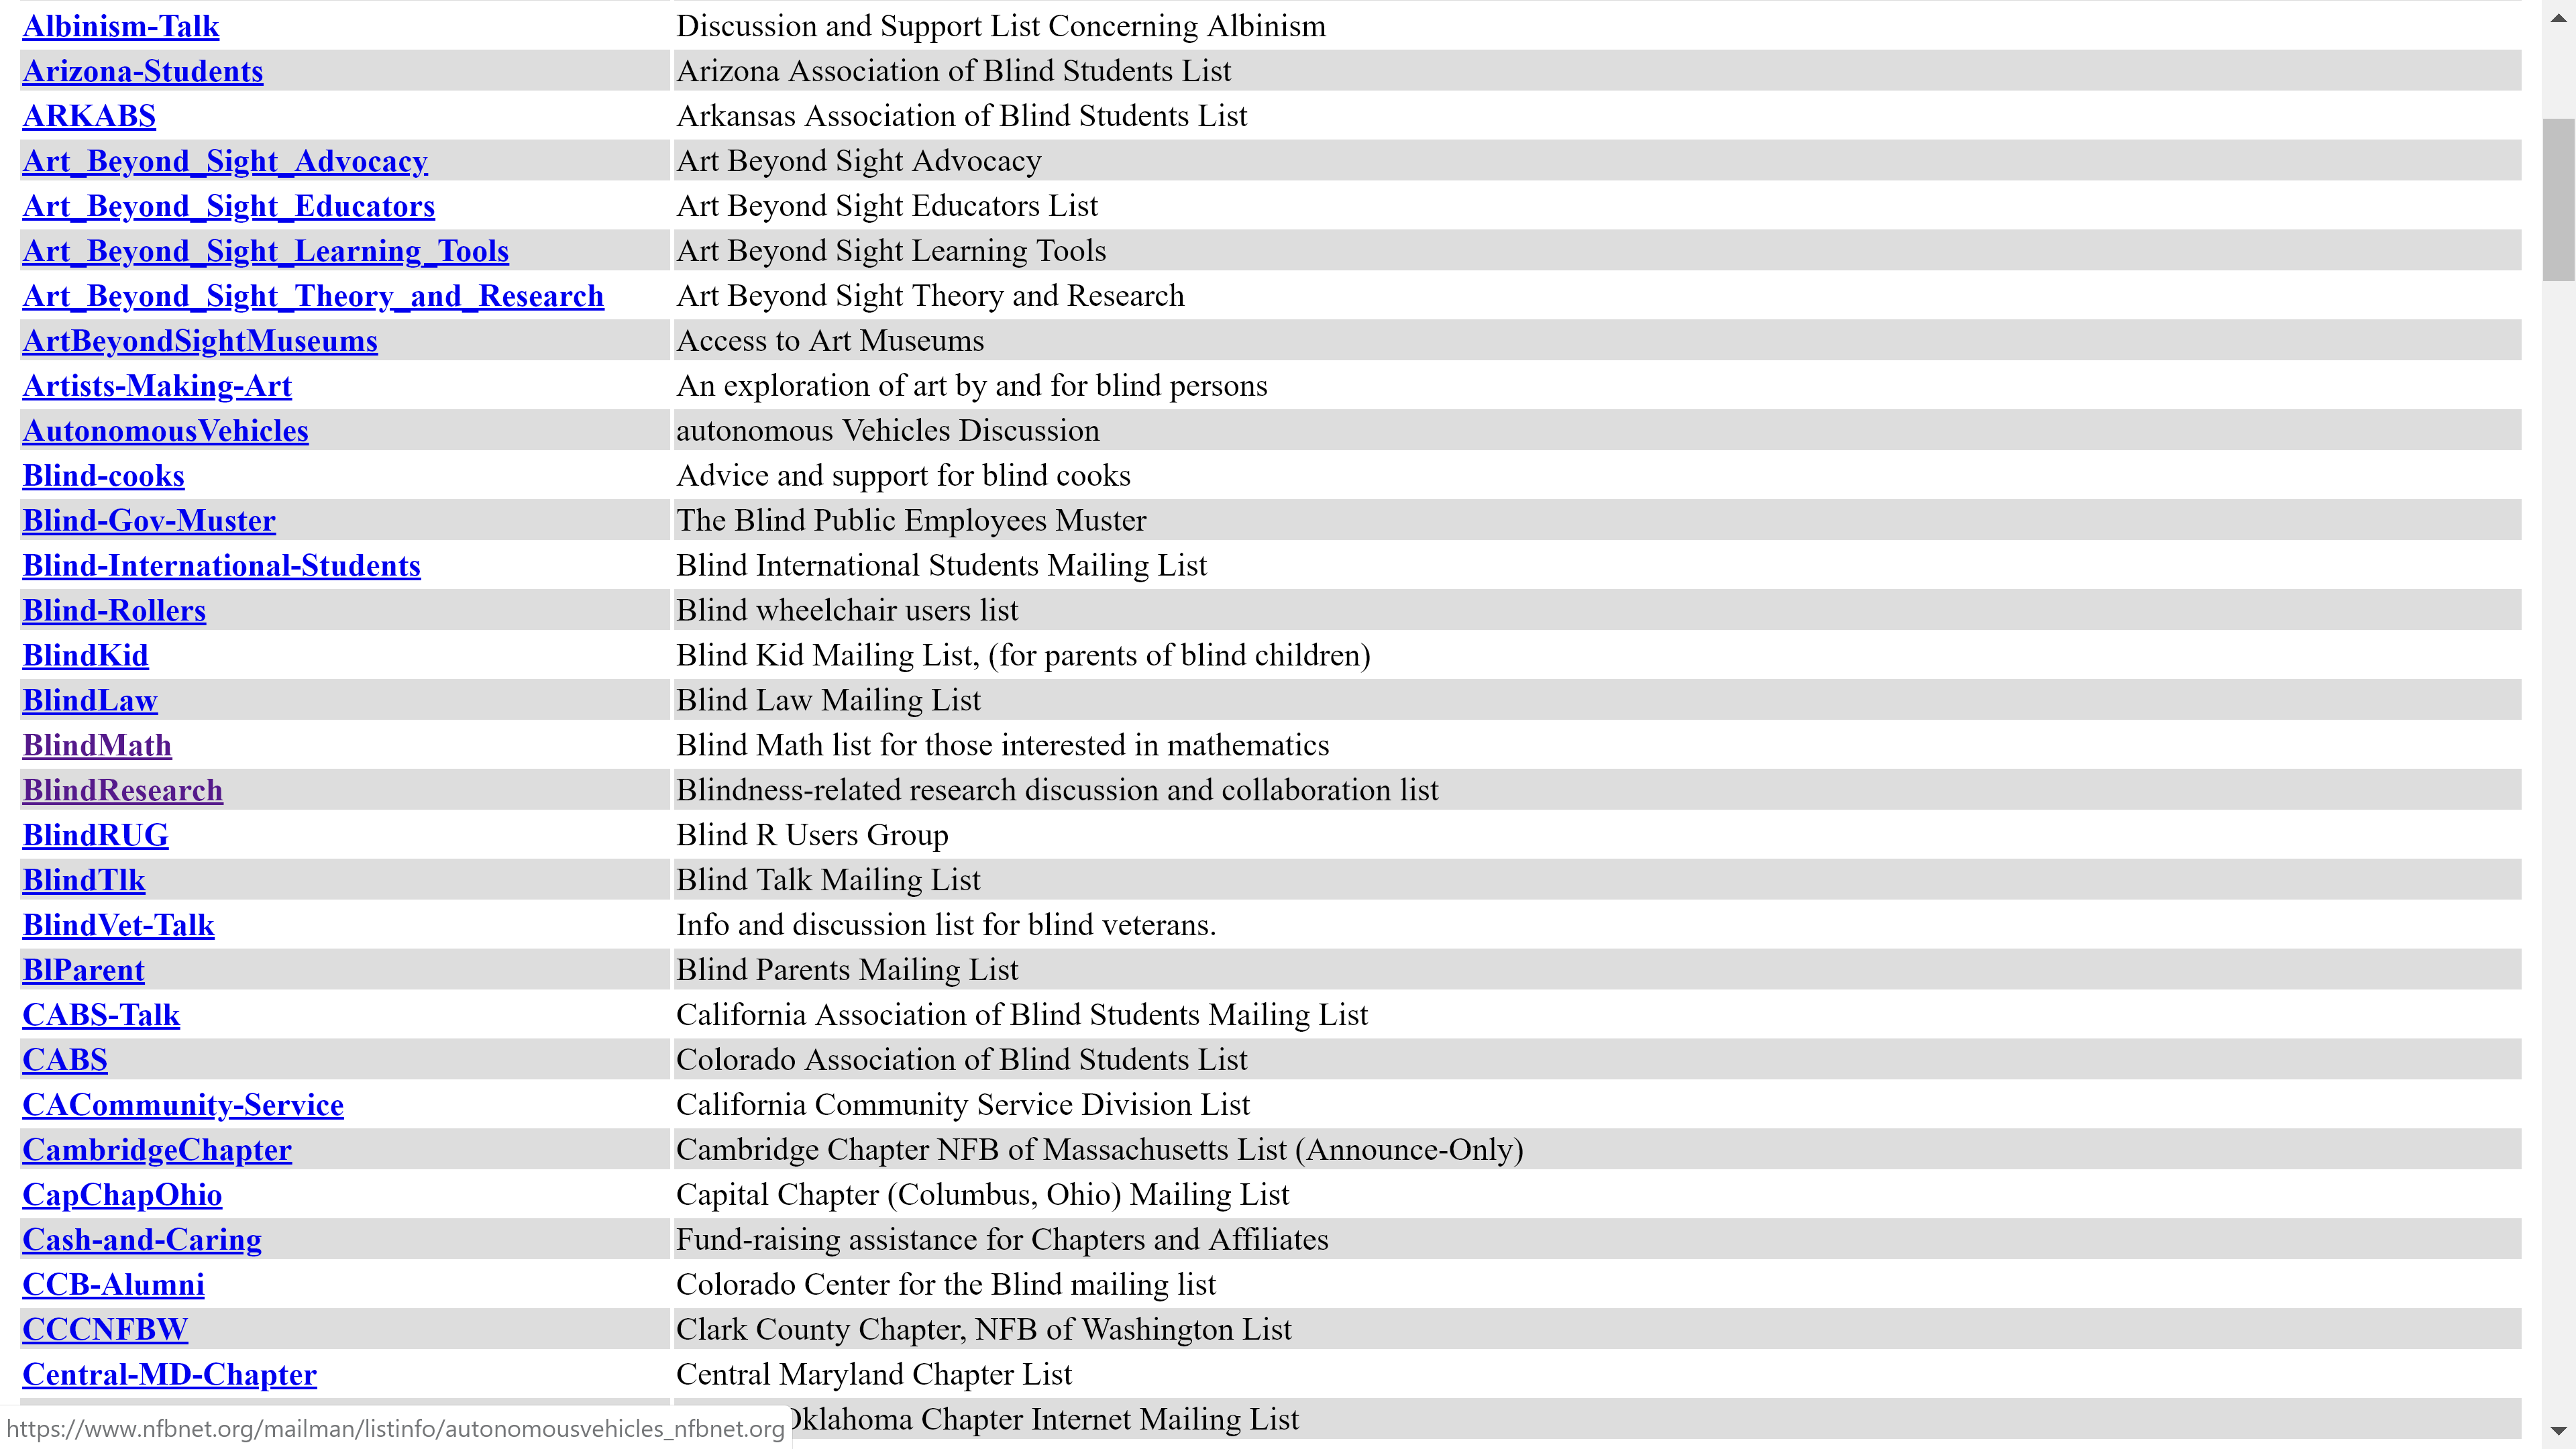 Albinism-Talk Discussion and Support List Concerning Albinism
Arizona-Students Arizona Association of Blind Students List
ARKABS Arkansas Association of Blind Students List
Art_Beyond_Sight_Advocacy Art Beyond Sight Advocacy
Art_Beyond_Sight_Educators Art Beyond Sight Educators List
Art_Beyond_Sight_Learning_Tools Art Beyond Sight Learning Tools
Art_Beyond_Sight_Theory_and_Research Art Beyond Sight Theory and Research
ArtBeyondSightMuseums Access to Art Museums
Artists-Making-Art An exploration of art by and for blind persons
AutonomousVehicles autonomous Vehicles Discussion
Blind-cooks Advice and support for blind cooks
Blind-Gov-Muster The Blind Public Employees Muster
Blind-International-Students Blind International Students Mailing List
Blind-Rollers Blind wheelchair users list
BlindKid Blind Kid Mailing List, (for parents of blind children)
BlindLaw Blind Law Mailing List
BlindMath Blind Math list for those interested in mathematics
BlindResearch Blindness-related research discussion and collaboration list
BlindRUG Blind R Users Group
BlindTlk Blind Talk Mailing List
BlindVet-Talk Info and discussion list for blind veterans.
BlParent Blind Parents Mailing List
CABS-Talk California Association of Blind Students Mailing List
CABS Colorado Association of Blind Students List
CACommunity-Service California Community Service Division List
CambridgeChapter Cambridge Chapter NFB of Massachusetts List (Announce-Only)
CapChapOhio Capital Chapter (Columbus, Ohio) Mailing List
Cash-and-Caring Fund-raising assistance for Chapters and Affiliates
CCB-Alumni Colorado Center for the Blind mailing list
CCCNFBW Clark County Chapter, NFB of Washington List
Central-MD-Chapter Central Maryland Chapter List
Oklahoma Chapter Internet Mailing List
https://www.nfbnet.org/mailman/listinfo/autonomousvehicles_nfbnet.org